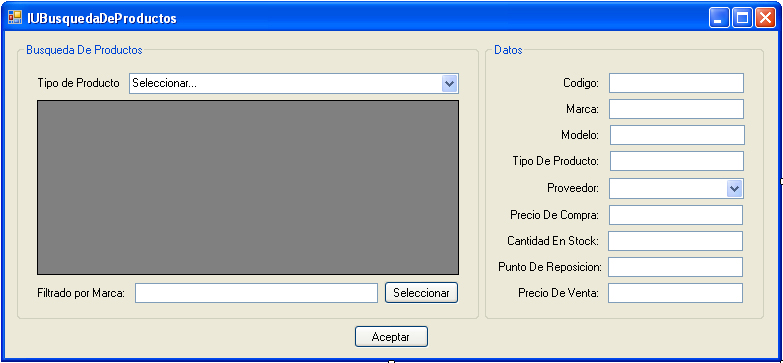 IUBusquedaDeProductos
Busqueda De Productos
Tipo de Producto
Seleccionar...
Filtrado por Marca:
Seleccionar
Datos
Codigo:
Marca:
Modelo:
Tipo De Producto:
Proveedor:
Precio De Compra:
Cantidad En Stock:
Punto De Reposicion:
Precio De Venta:
Aceptar